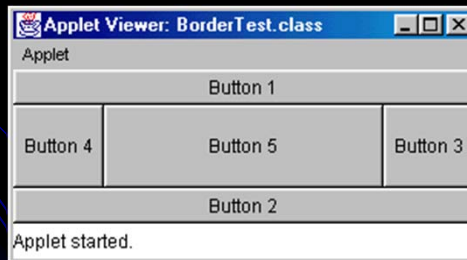 Applet Viewer: BorderTest.class
Applet
Button 1
Button 4 Button 5 Button 3
Button 2
Applet started.